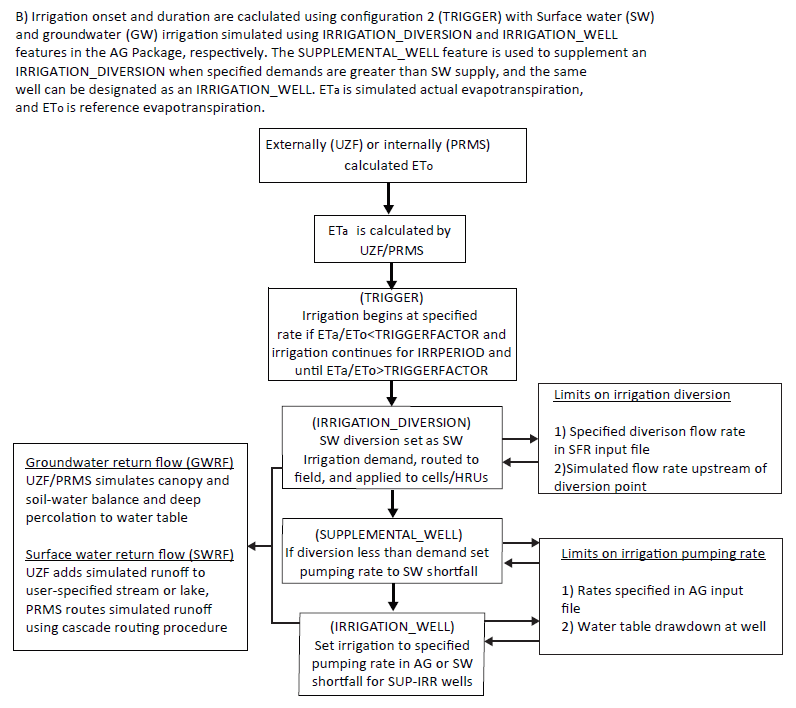 B) Irrigation onset and duration are caclulated using configuration 2 (TRIGGER) with Surface water (SW)
and groundwater (GW) irrigation simulated using IRRIGATION_DIVERSION and IRRIGATION_WELL
features in the AG Package, respectively. The SUPPLEMENTAL_WELL feature is used to supplement an
IRRIGATION_DIVERSION when specified demands are greater than SW supply, and the same
well can be designated as an IRRIGATION_WELL. ETa is simulated actual evapotranspiration,
and ETo is reference evapotranspiration.
Externally (UZF) or internally (PRMS)
calculated ETo
ETa is calculated by
UZF/PRMS
(TRIGGER)
Irrigation begins at specified
rate if ETa/ETo<TRIGGERFACTOR and
irrigation continues for IRRPERIOD and
until ETa/ETo>TRIGGERFACTOR
(IRRIGATION_DIVERSION)
SW diversion set as SW
Irrigation demand, routed to
field, and applied to cells/HRUs
Limits on irrigation diversion
1) Specified diverison flow rate
in SFR input file
2)Simulated flow rate upstream of
diversion point
Groundwater return flow (GWRF)
UZF/PRMS simulates canopy and
soil-water balance and deep
percolation to water table
Surface water return flow (SWRF)
UZF adds simulated runoff to
user-specified stream or lake,
PRMS routes simulated runoff
using cascade routing procedure
(SUPPLEMENTAL_WELL)
If diversion less than demand set
pumping rate to SW shortfall
Limits on irrigation pumping rate
1) Rates specified in AG input
file
2) Water table drawdown at well
(IRRIGATION_WELL)
Set irrigation to specified
pumping rate in AG or SW
shortfall for SUP-IRR wells